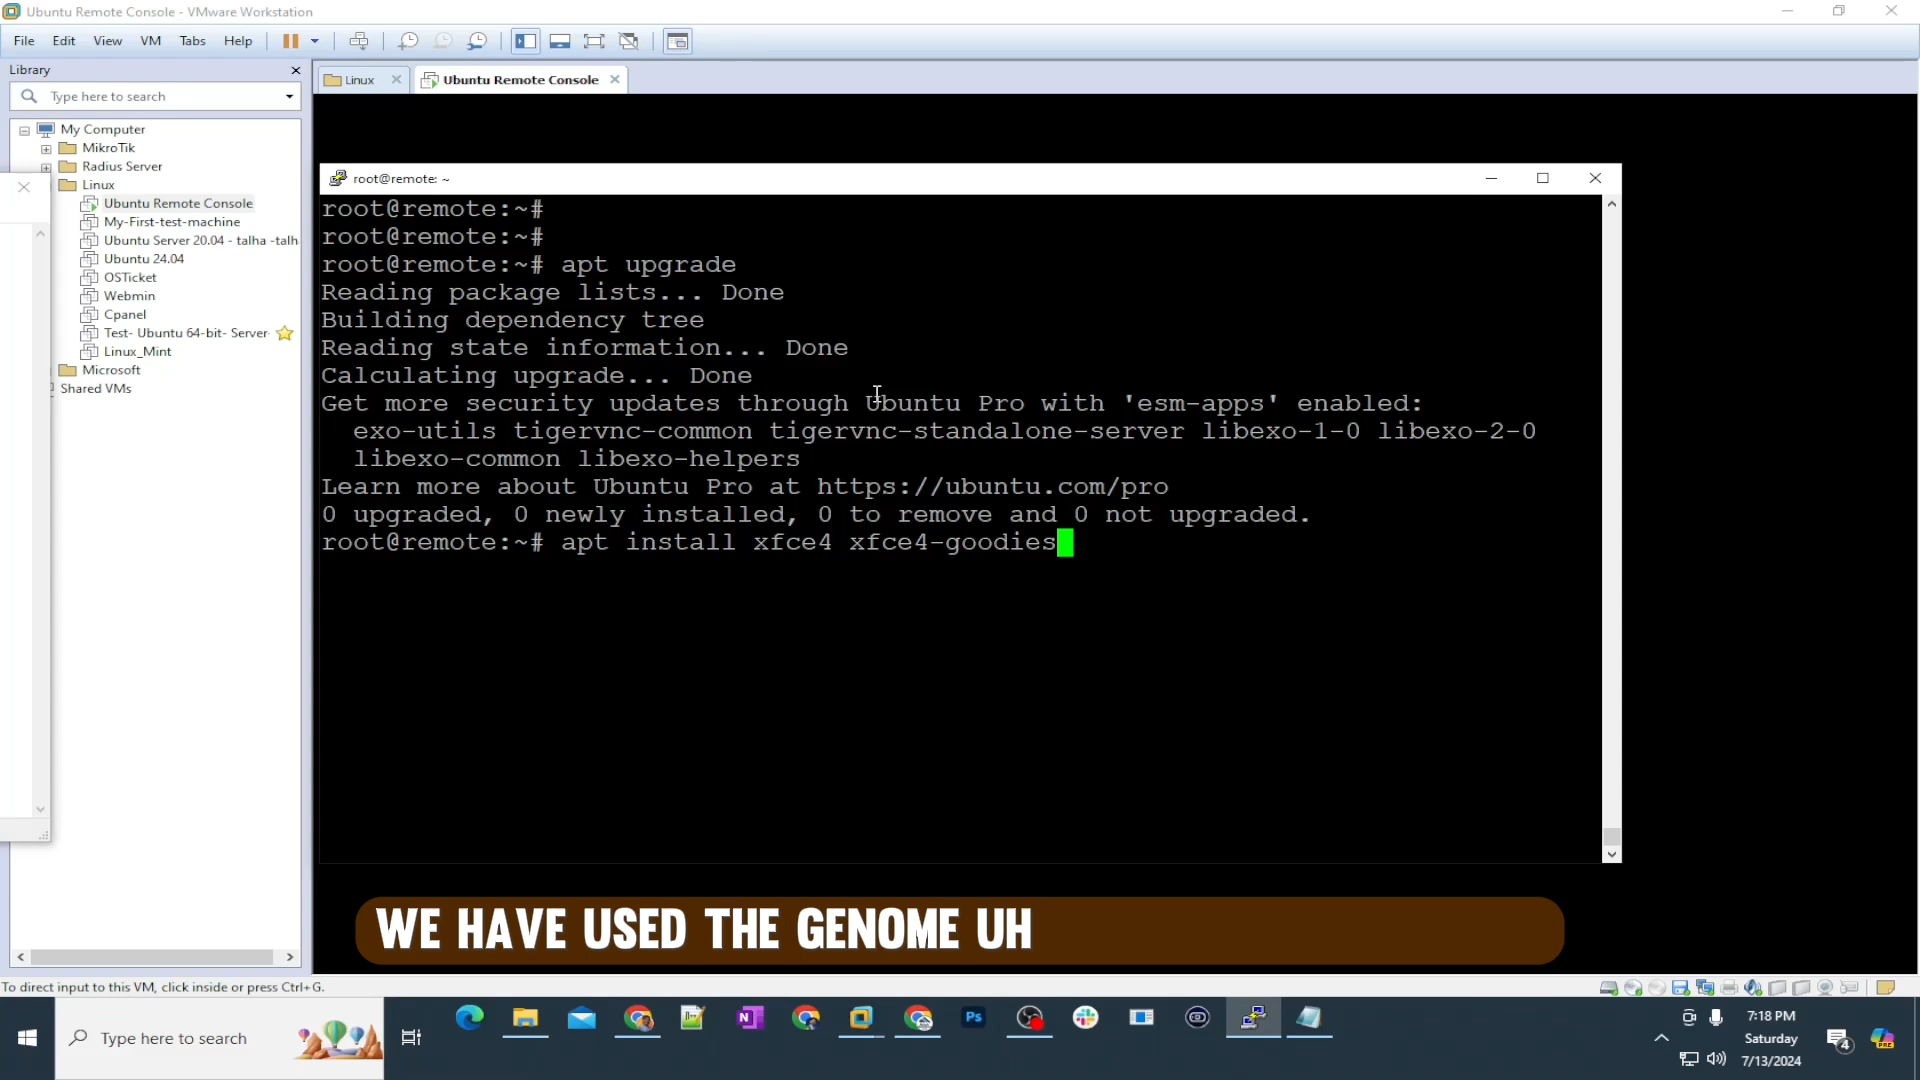 Ubuntu Remote Console - VMware Workstation
File Edit View VM Tabs Help
Library
Type here to search
Linux
Ubuntu Remote Console
My Computer
MikroTik
Radius Server
Linux
Ubuntu Remote Console
My-First-test-machine
Ubuntu Server 20.04 - talha -talh
Ubuntu 24.04
OSTicket
Webmin
Cpanel
Test- Ubuntu 64-bit- Server-
Linux_Mint
Microsoft
Shared VMs
root@remote: ~
root@remote:~#
root@remote:~#
root@remote:~# apt upgrade
Reading package lists... Done
Building dependency tree
Reading state information... Done
Calculating upgrade... Done
Get more security updates through Ubuntu Pro with 'esm-apps' enabled:
exo-utils tigervnc-common tigervnc-standalone-server libexo-1-0 libexo-2-0
libexo-common libexo-helpers
Learn more about Ubuntu Pro at https://ubuntu.com/pro
0 upgraded, 0 newly installed, 0 to remove and 0 not upgraded.
root@remote:~# apt install xfce4 xfce4-goodies
WE HAVE USED THE GENOME UH
To direct input to this VM, click inside or press Ctrl+G.
Type here to search
Ps
7:18 PM
Saturday
7/13/2024
4
PRE